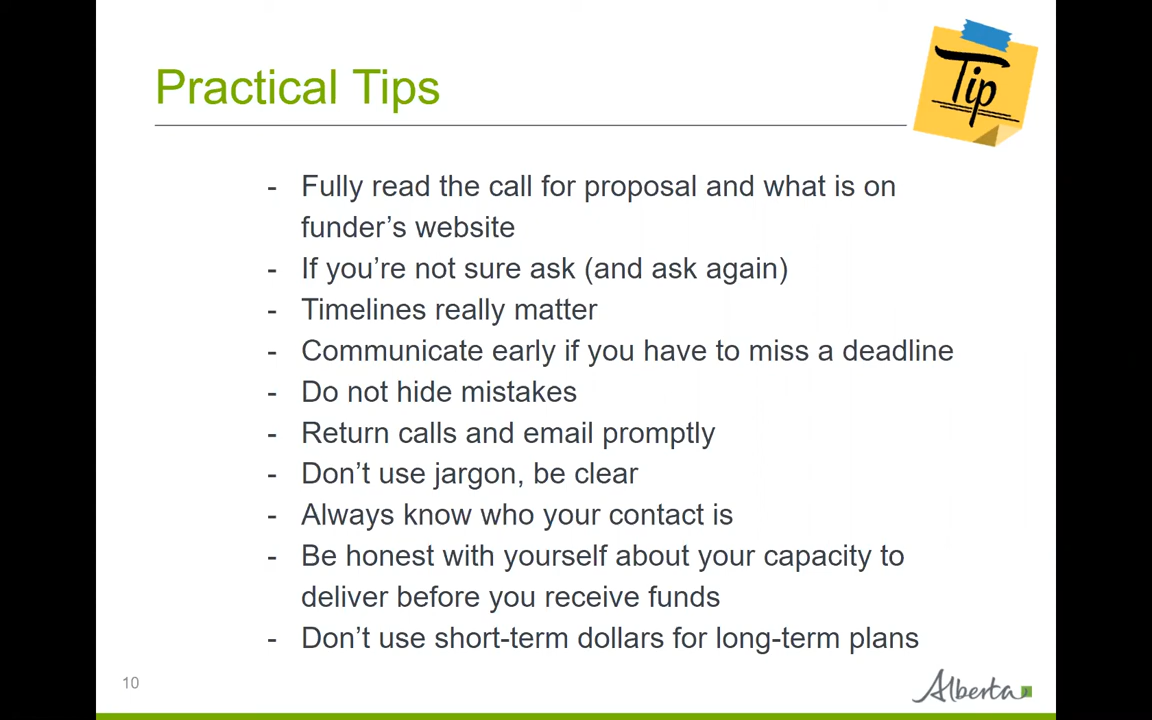 Practical Tips
Tip
- Fully read the call for proposal and what is on
funder’s website
- If you’re not sure ask (and ask again)
- Timelines really matter
- Communicate early if you have to miss a deadline
- Do not hide mistakes
- Return calls and email promptly
- Don’t use jargon, be clear
- Always know who your contact is
- Be honest with yourself about your capacity to
deliver before you receive funds
- Don’t use short-term dollars for long-term plans
10
Alberta